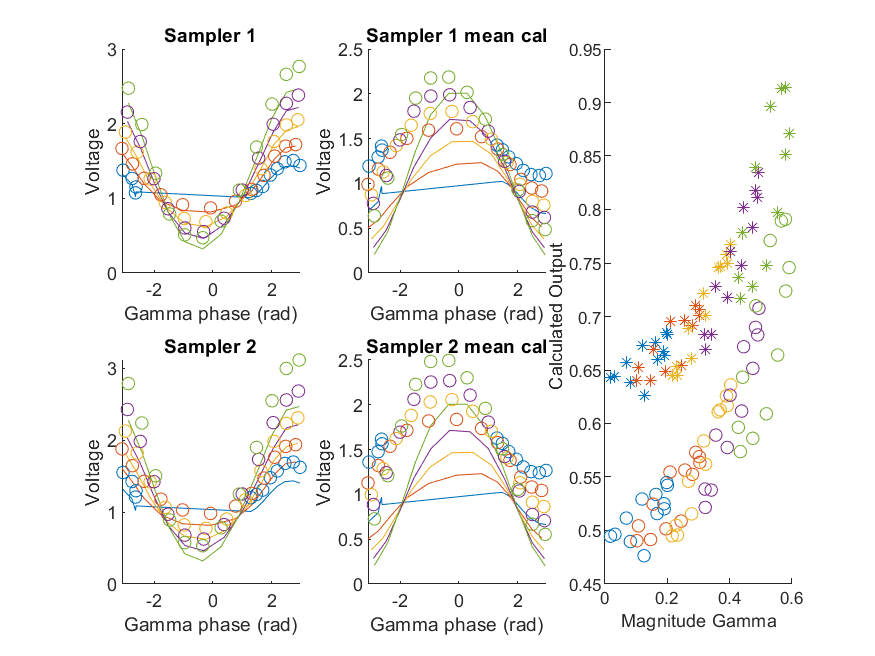 Sampler 1
3
2
1
0
Voltage
-2 0 2
Gamma phase (rad)
Sampler 1 mean cal
2.5
2
1.5
1
0.5
0
Voltage
-2 0 2
Gamma phase (rad)
Sampler 2
3
2
1
0
Voltage
-2 0 2
Gamma phase (rad)
Sampler 2 mean cal
2.5
2
1.5
1
0.5
0
Voltage
-2 0 2
Gamma phase (rad)
0.95
0.9
0.85
0.8
0.75
0.7
0.65
0.6
0.55
0.5
0.45
Calculated Output
0 0.2 0.4 0.6
Magnitude Gamma